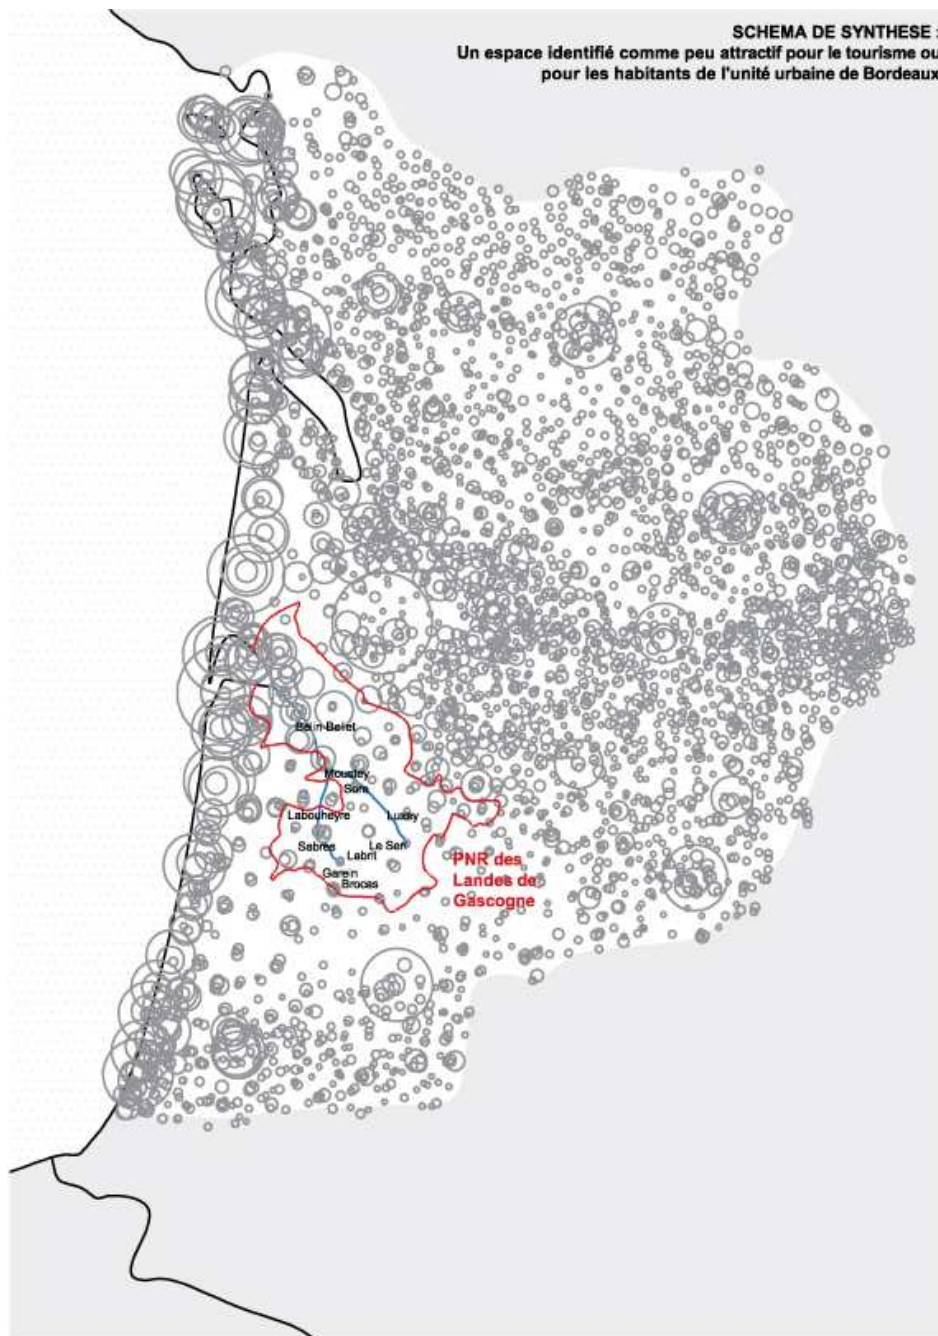 SCHEMA DE SYNTHESE :
Un espace identifié comme peu attractif pour le tourisme ou
pour les habitants de l'unité urbaine de Bordeaux
Belin-Beliet
Moustey
Sore
Labouheyre
Luxey
Sabres
Le Sen
Labrit
Garein
Brocas
PNR des
Landes de
Gascogne